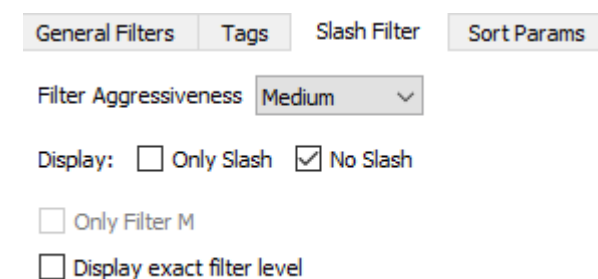 General Filters Tags Slash Filter Sort Params
Filter Aggressiveness Medium
Display: Only Slash No Slash
Only Filter M
Display exact filter level